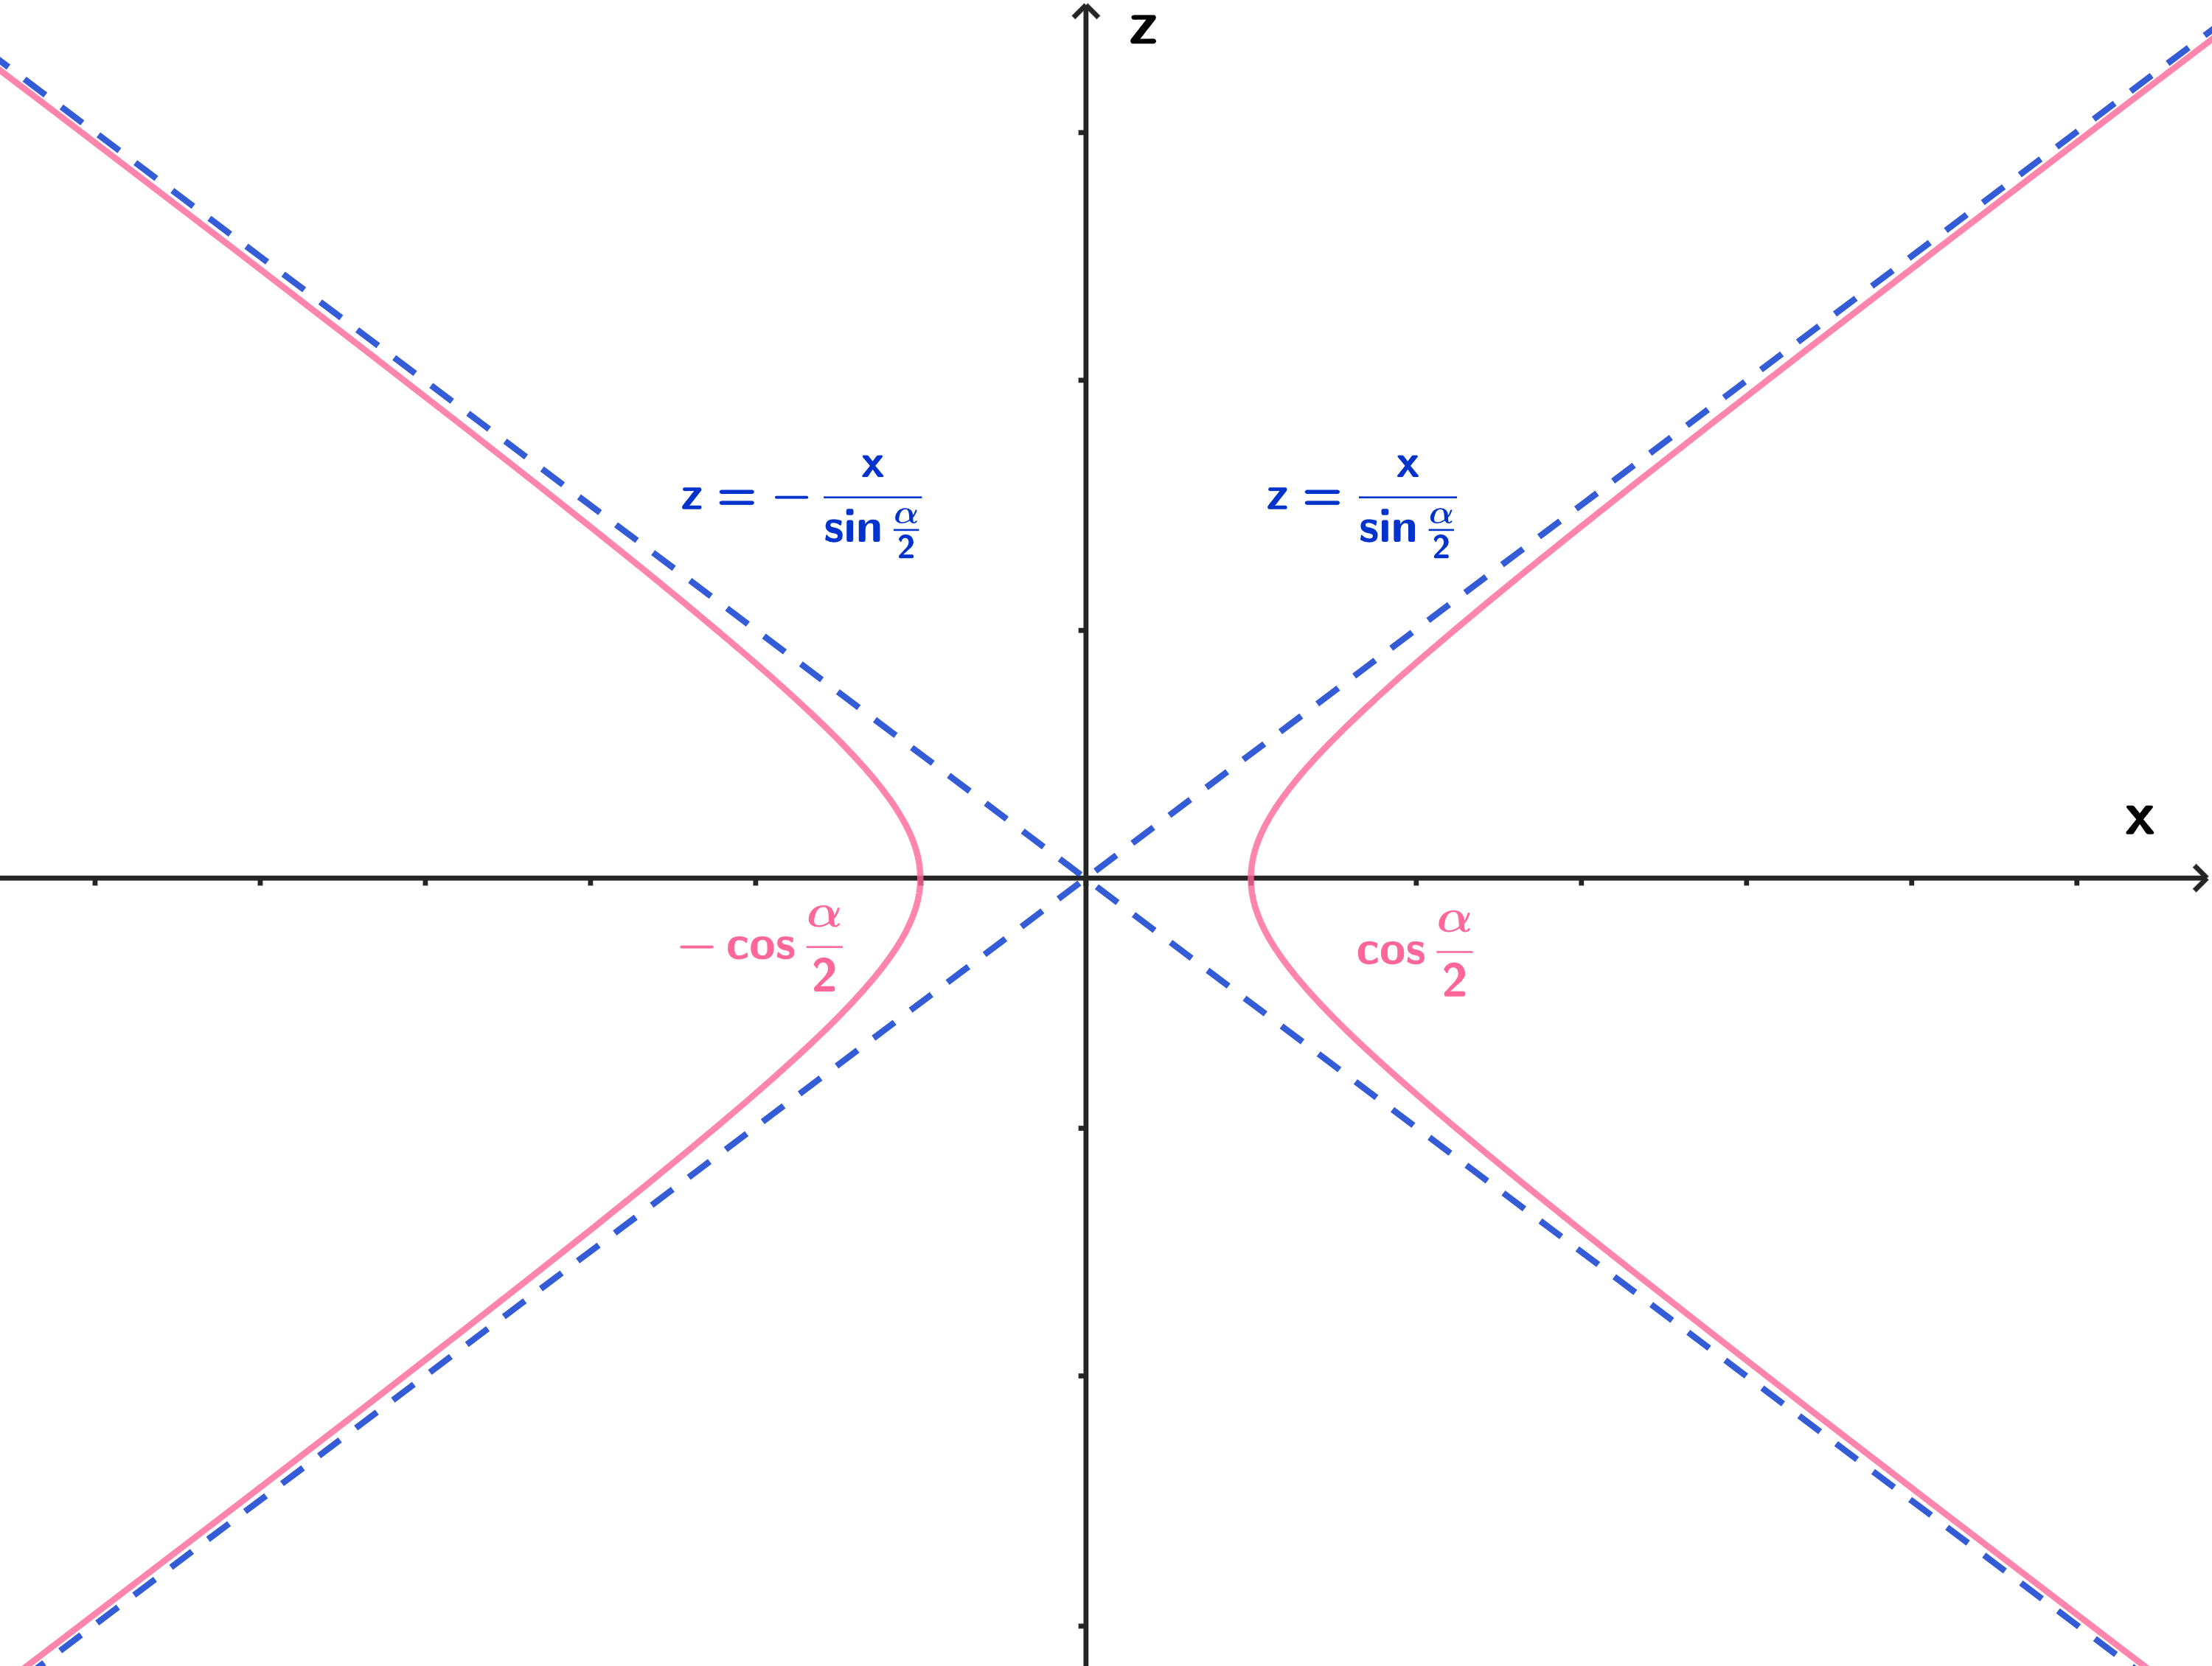 z
z = − x / sin α/2
z = x / sin α/2
x
− cos α/2
cos α/2